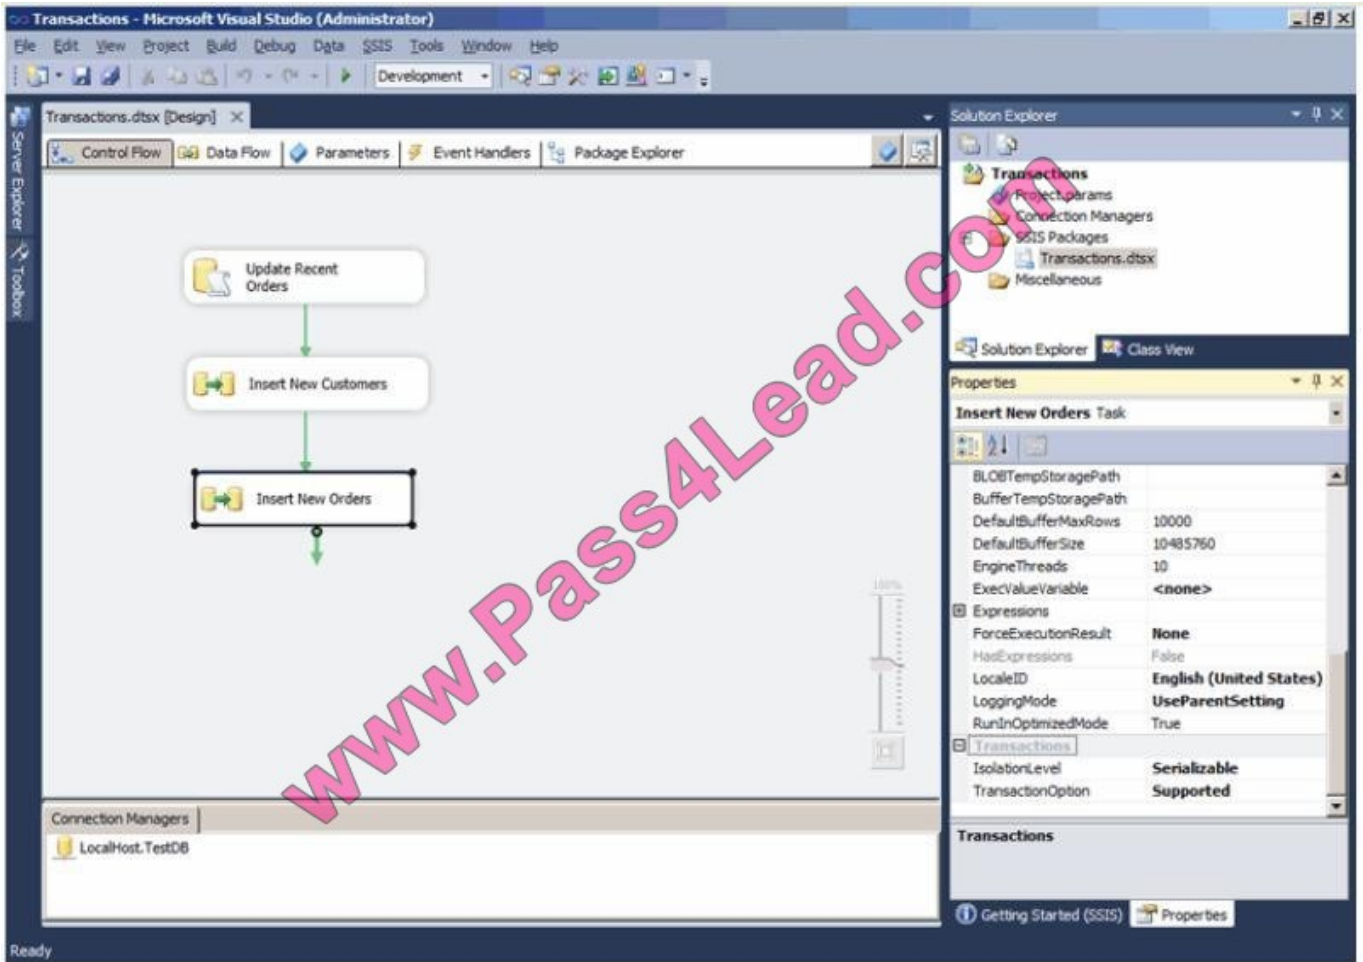 Transactions - Microsoft Visual Studio (Administrator)
File Edit View Project Build Debug Data SSIS Tools Window Help
Development
Server Explorer
Toolbox
Transactions.dtsx [Design]
Control Flow Data Flow Parameters Event Handlers Package Explorer
Update Recent
Orders
Insert New Customers
Insert New Orders
100%
Connection Managers
LocalHost.TestDB
Solution Explorer
Transactions
Project.params
Connection Managers
SSIS Packages
Transactions.dtsx
Miscellaneous
Solution Explorer Class View
Properties
Insert New Orders Task
BLOBTempStoragePath
BufferTempStoragePath
DefaultBufferMaxRows 10000
DefaultBufferSize 10485760
EngineThreads 10
ExecValueVariable <none>
Expressions
ForceExecutionResult None
HasExpressions False
LocaleID English (United States)
LoggingMode UseParentSetting
RunInOptimizedMode True
Transactions
IsolationLevel Serializable
TransactionOption Supported
Transactions
Getting Started (SSIS) Properties
Ready
www.Pass4Lead.com